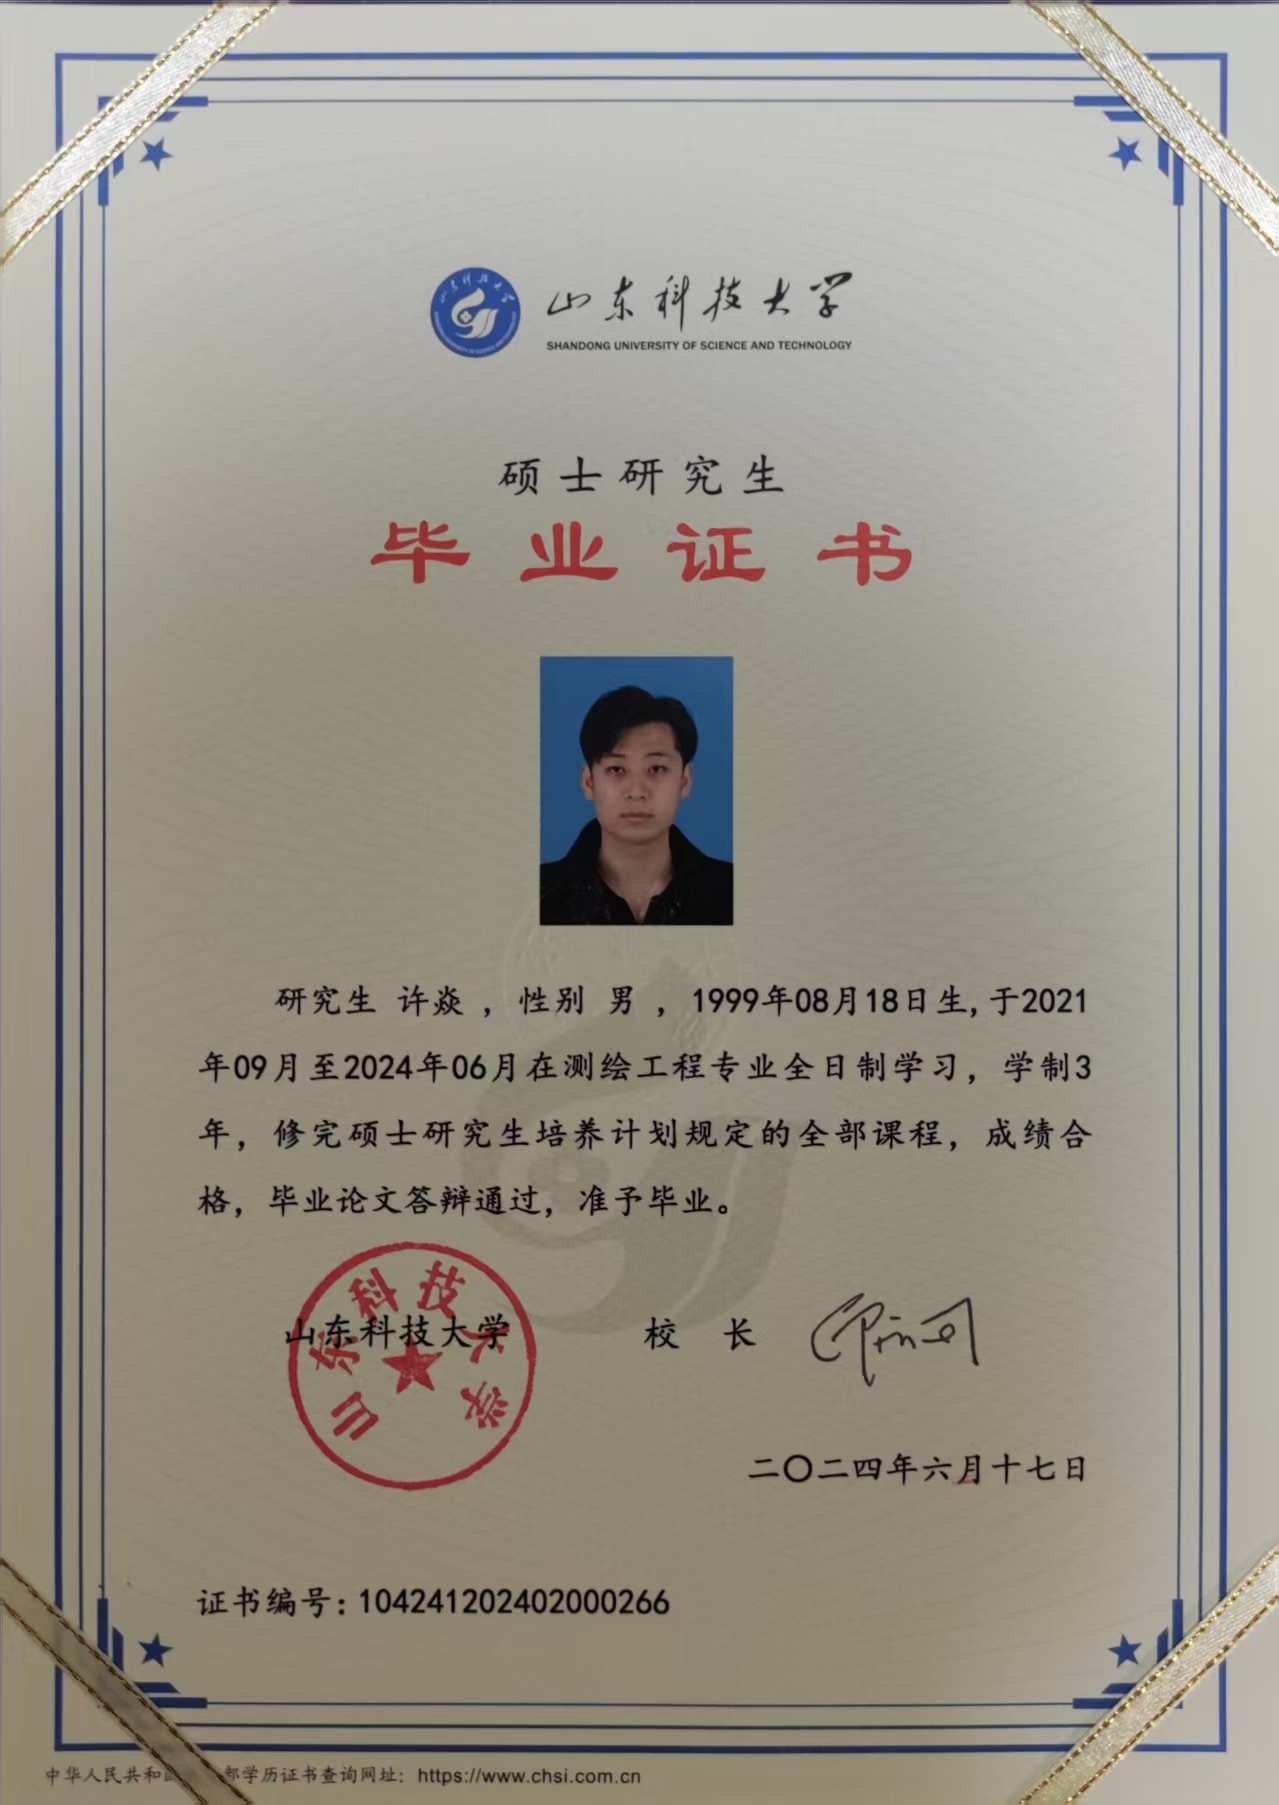 山东科技大学
SHANDONG UNIVERSITY OF SCIENCE AND TECHNOLOGY
硕士研究生
毕业证书
研究生 许焱 ，性别 男 ，1999年08月18日生, 于2021
年09月至2024年06月在测绘工程专业全日制学习，学制3
年，修完硕士研究生培养计划规定的全部课程，成绩合
格，毕业论文答辩通过，准予毕业。
山东科技大学
山东科技大学
校 长
二〇二四年六月十七日
证书编号: 104241202402000266
中华人民共和 部学历证书查询网址: https://www.chsi.com.cn